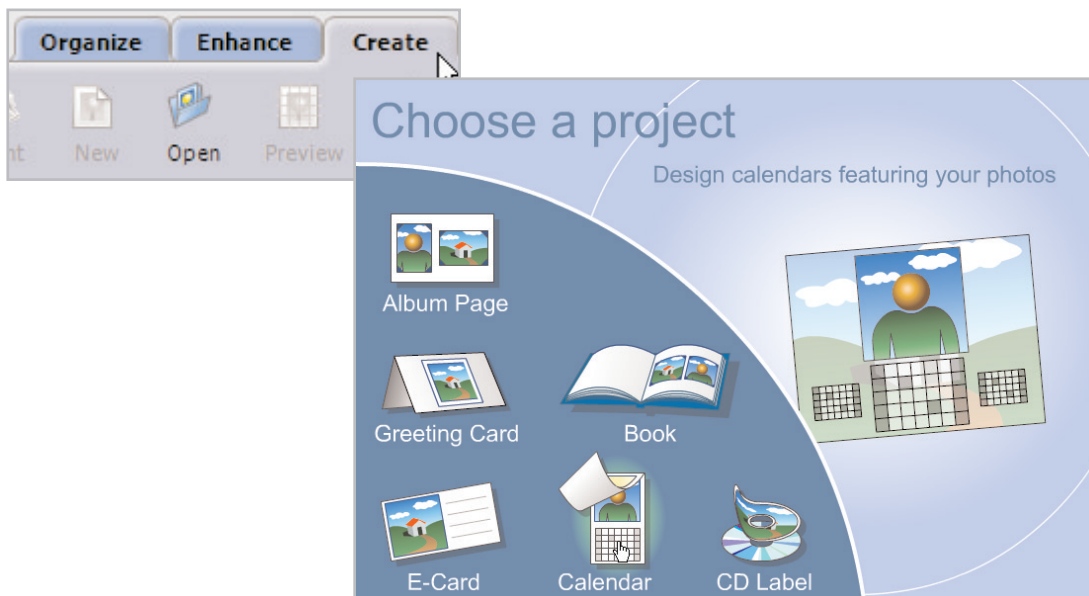 Organize Enhance Create
nt New Open Preview
Choose a project
Design calendars featuring your photos
Album Page
Greeting Card Book
E-Card Calendar CD Label